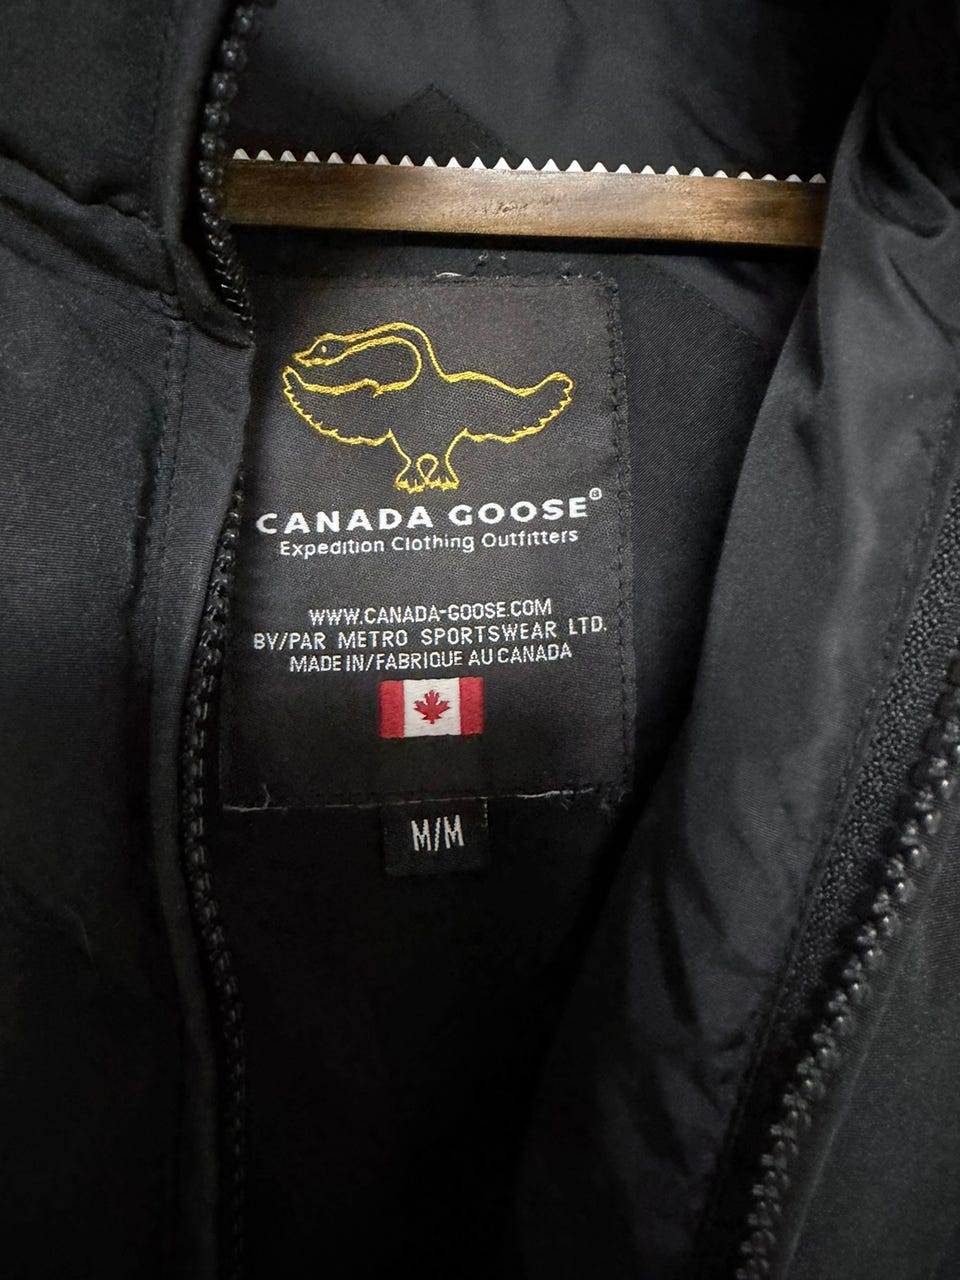 CANADA GOOSE®
Expedition Clothing Outfitters
WWW.CANADA-GOOSE.COM
BY/PAR METRO SPORTSWEAR LTD.
MADE IN/FABRIQUE AU CANADA
M/M